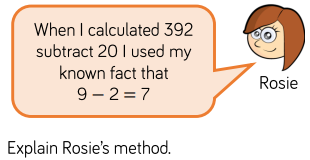 When I calculated 392
subtract 20 I used my
known fact that
9 − 2 = 7
Rosie
Explain Rosie's method.